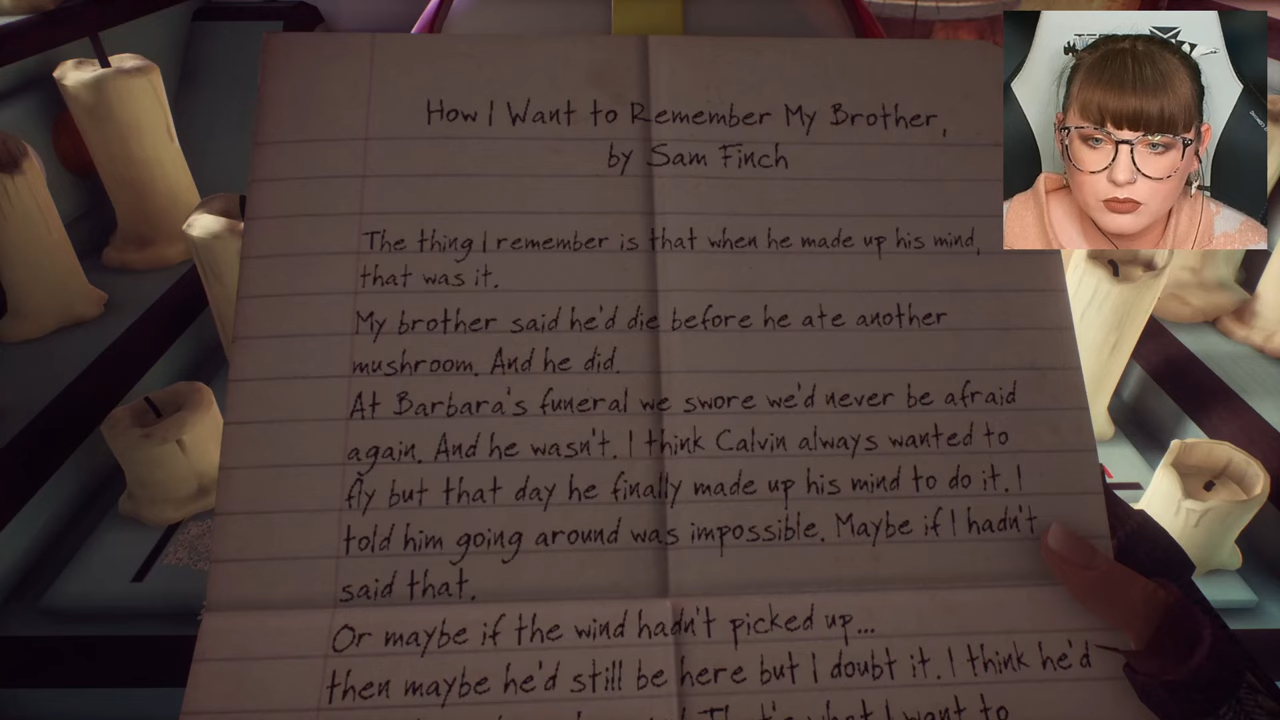 How I Want to Remember My Brother,
by Sam Finch
The thing I remember is that when he made up his mind,
that was it.
My brother said he'd die before he ate another
mushroom. And he did.
At Barbara's funeral we swore we'd never be afraid
again. And he wasn't. I think Calvin always wanted to
fly but that day he finally made up his mind to do it. I
told him going around was impossible. Maybe if I hadn't
said that.
Or maybe if the wind hadn't picked up...
then maybe he'd still be here but I doubt it. I think he'd
That's what I want to